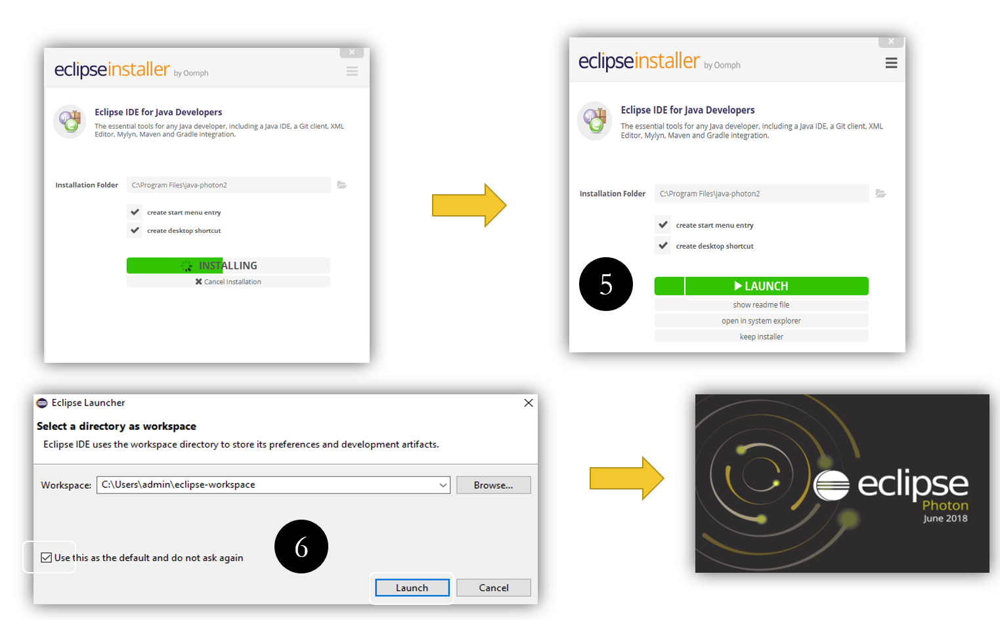 eclipseinstaller by Oomph
Eclipse IDE for Java Developers
The essential tools for any Java developer, including a Java IDE, a Git client, XML
Editor, Mylyn, Maven and Gradle integration.
Installation Folder C:\Program Files\java-photon2
create start menu entry
create desktop shortcut
INSTALLING
Cancel Installation
eclipseinstaller by Oomph
Eclipse IDE for Java Developers
The essential tools for any Java developer, including a Java IDE, a Git client, XML
Editor, Mylyn, Maven and Gradle integration.
Installation Folder C:\Program Files\java-photon2
create start menu entry
create desktop shortcut
5
LAUNCH
show readme file
open in system explorer
keep installer
Eclipse Launcher
Select a directory as workspace
Eclipse IDE uses the workspace directory to store its preferences and development artifacts.
Workspace: C:\Users\admin\eclipse-workspace Browse...
6
Use this as the default and do not ask again
Launch Cancel
eclipse
Photon
June 2018